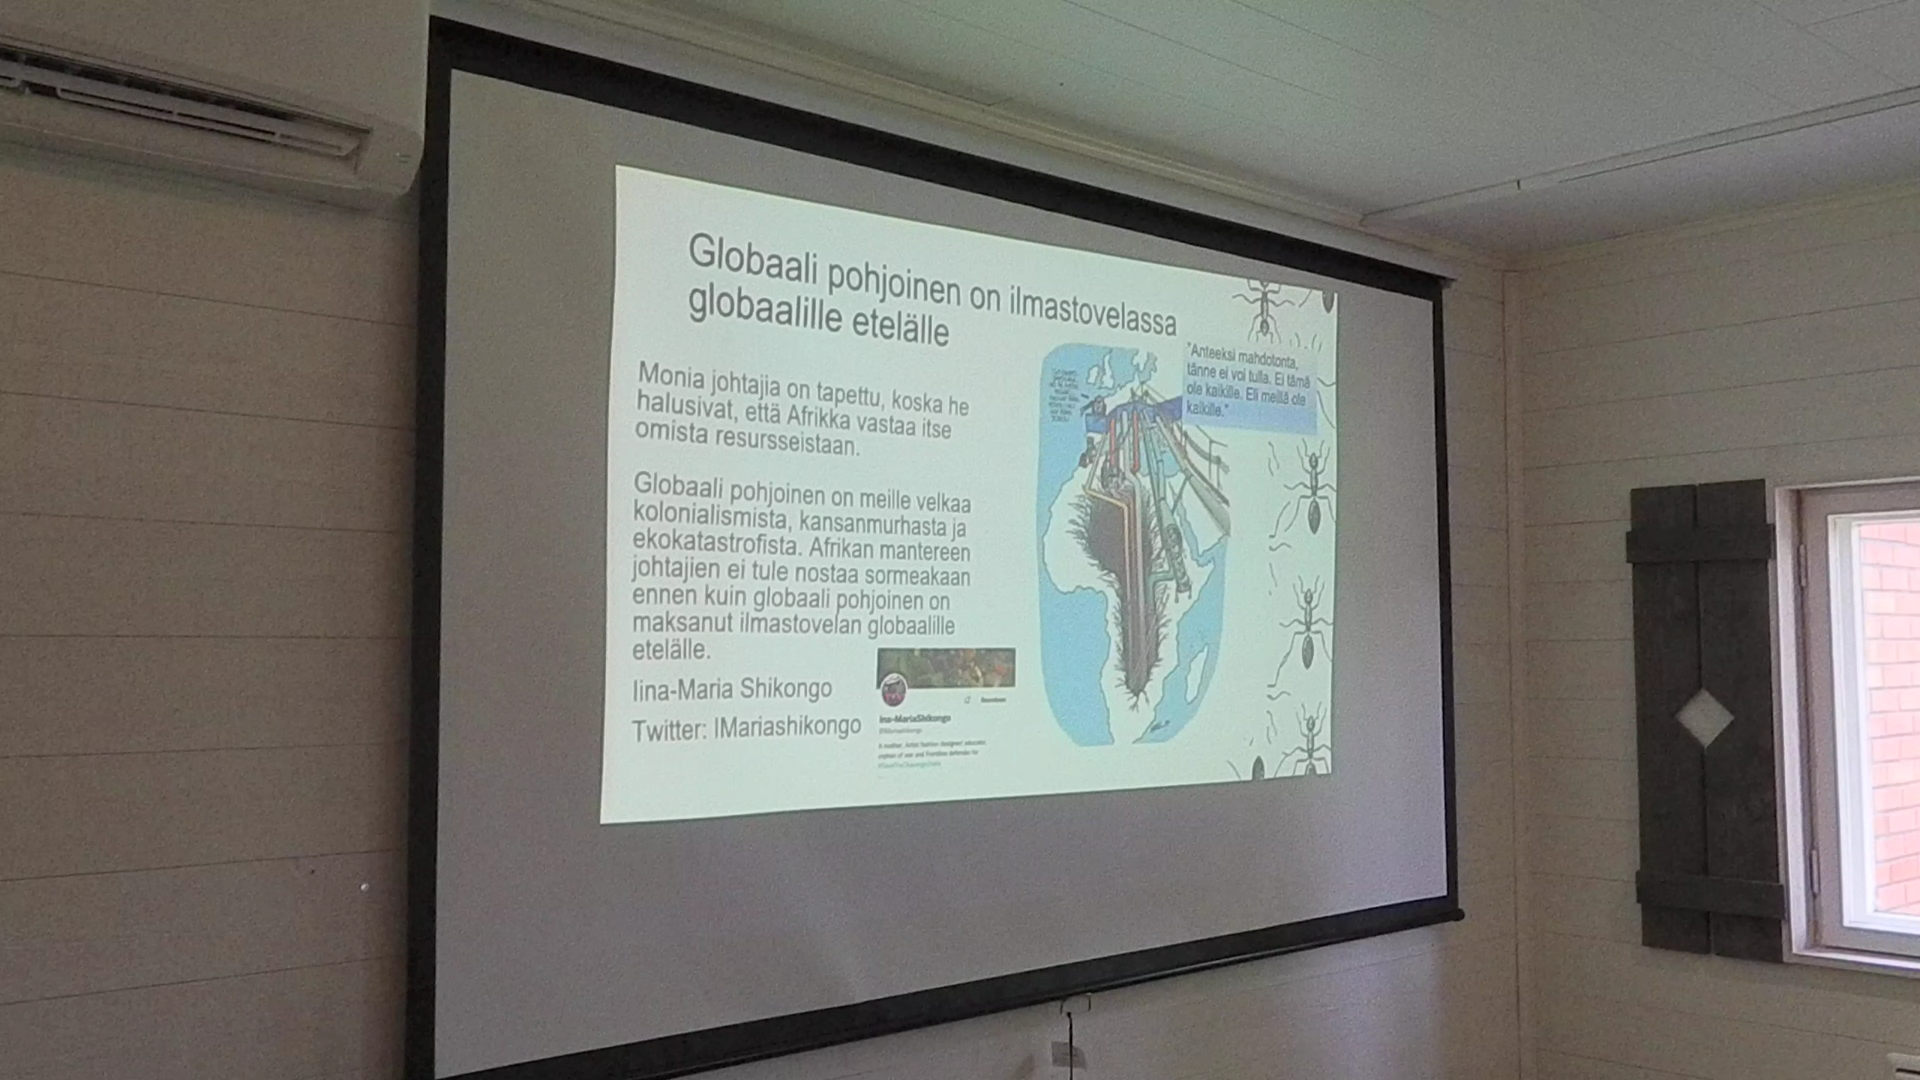 Globaali pohjoinen on ilmastovelassa
globaalille etelälle
Monia johtajia on tapettu, koska he
halusivat, että Afrikka vastaa itse
omista resursseistaan.
Globaali pohjoinen on meille velkaa
kolonialismista, kansanmurhasta ja
ekokatastrofista. Afrikan mantereen
johtajien ei tule nostaa sormeakaan
ennen kuin globaali pohjoinen on
maksanut ilmastovelan globaalille
etelälle.
Iina-Maria Shikongo
Twitter: IMariashikongo
Ina-MariaShikongo
"Anteeksi mahdotonta,
tänne ei voi tulla. Ei tämä
ole kaikille. Eli meillä ole
kaikille."